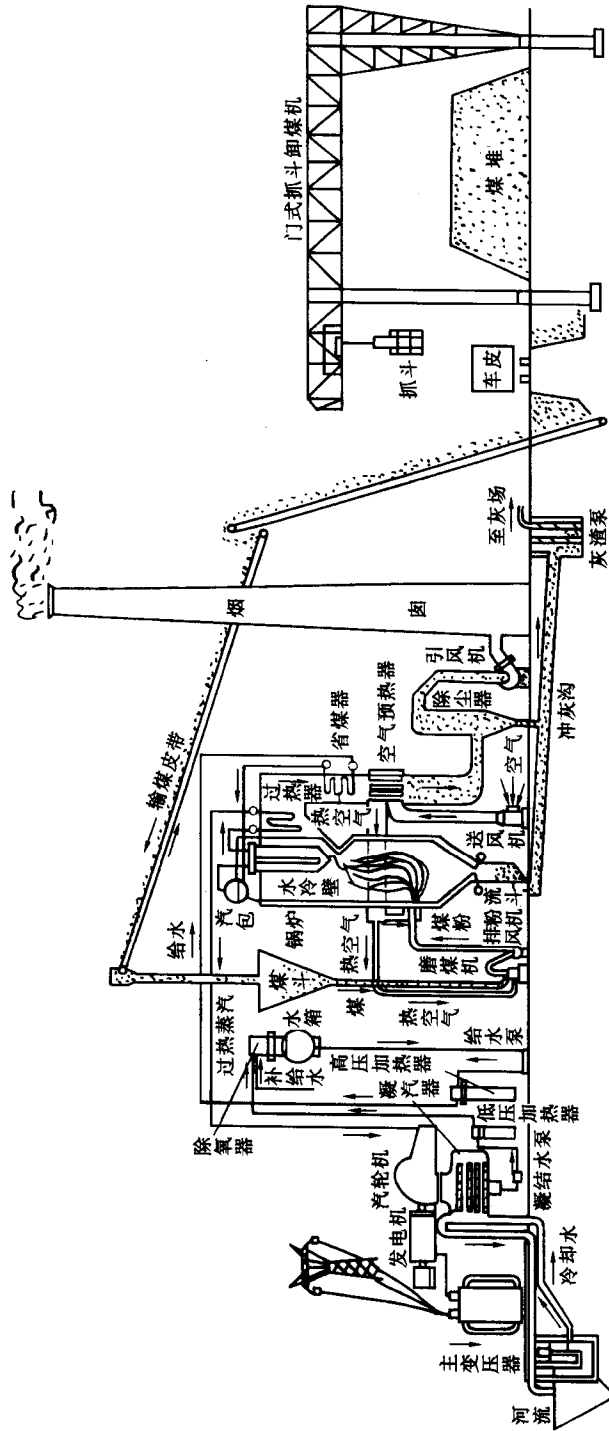 门式抓斗卸煤机
煤堆
抓斗
车皮
至灰场
灰渣泵
烟囱
引风机
除尘器
冲灰沟
输煤皮带
省煤器
空气预热器
过热器
热空气
空气
送风机
水冷壁
流斗
煤粉
排粉风机
汽包
锅炉
热空气
磨煤机
给水
煤斗
煤
热空气
过热蒸汽
水箱
给水泵
补给水
高压加热器
凝汽器
低压加热器
除氧器
汽轮机
凝结水泵
发电机
冷却水
主变压器
河流